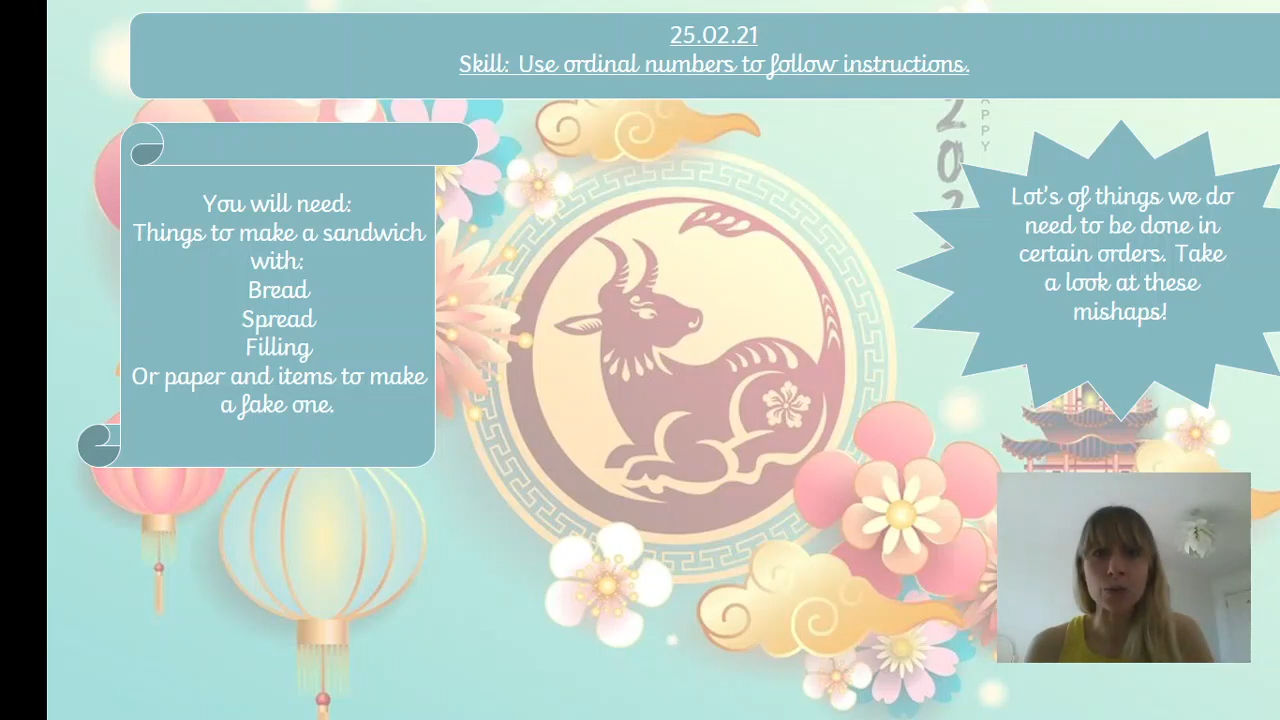 25.02.21
Skill: Use ordinal numbers to follow instructions.
You will need:
Things to make a sandwich
with:
Bread
Spread
Filling
Or paper and items to make
a fake one.
Lot's of things we do
need to be done in
certain orders. Take
a look at these
mishaps!